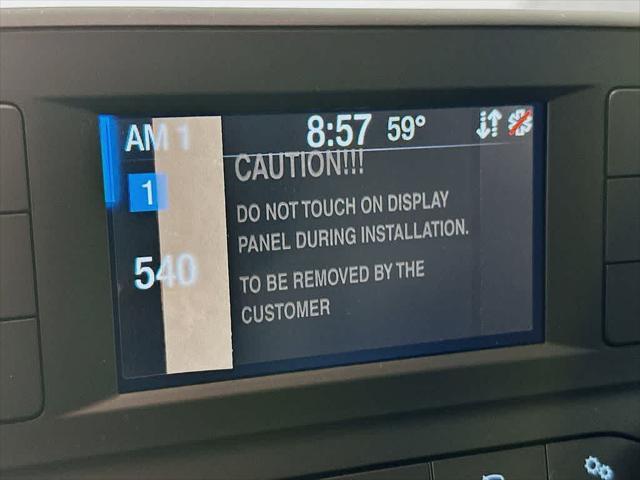 AM 1 8:57 59°
CAUTION!!!
1
DO NOT TOUCH ON DISPLAY
PANEL DURING INSTALLATION.
540
TO BE REMOVED BY THE
CUSTOMER